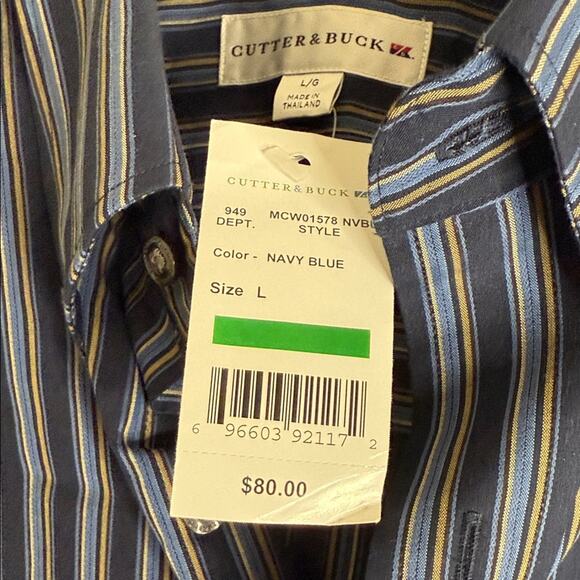 CUTTER & BUCK
L/G
MADE IN
THAILAND
CUTTER & BUCK
949 MCW01578 NVBU
DEPT. STYLE
Color - NAVY BLUE
Size L
6 96603 92117 2
$80.00